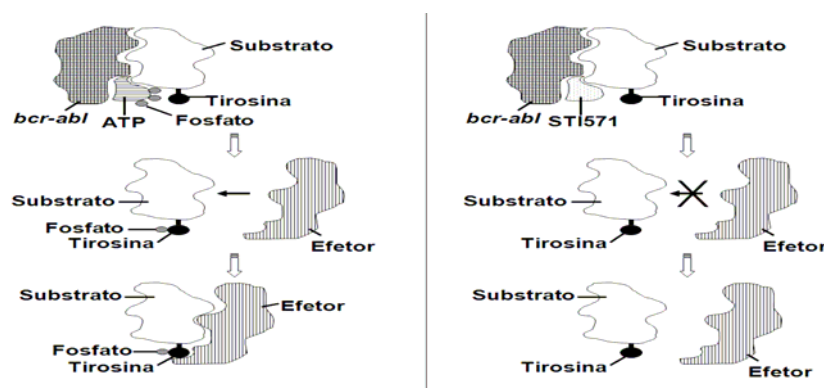 Substrato
Tirosina
bcr-abl
ATP
Fosfato
Substrato
Fosfato
Tirosina
Efetor
Substrato
Efetor
Fosfato
Tirosina
Substrato
Tirosina
bcr-abl
STI571
Substrato
Tirosina
Efetor
Substrato
Tirosina
Efetor